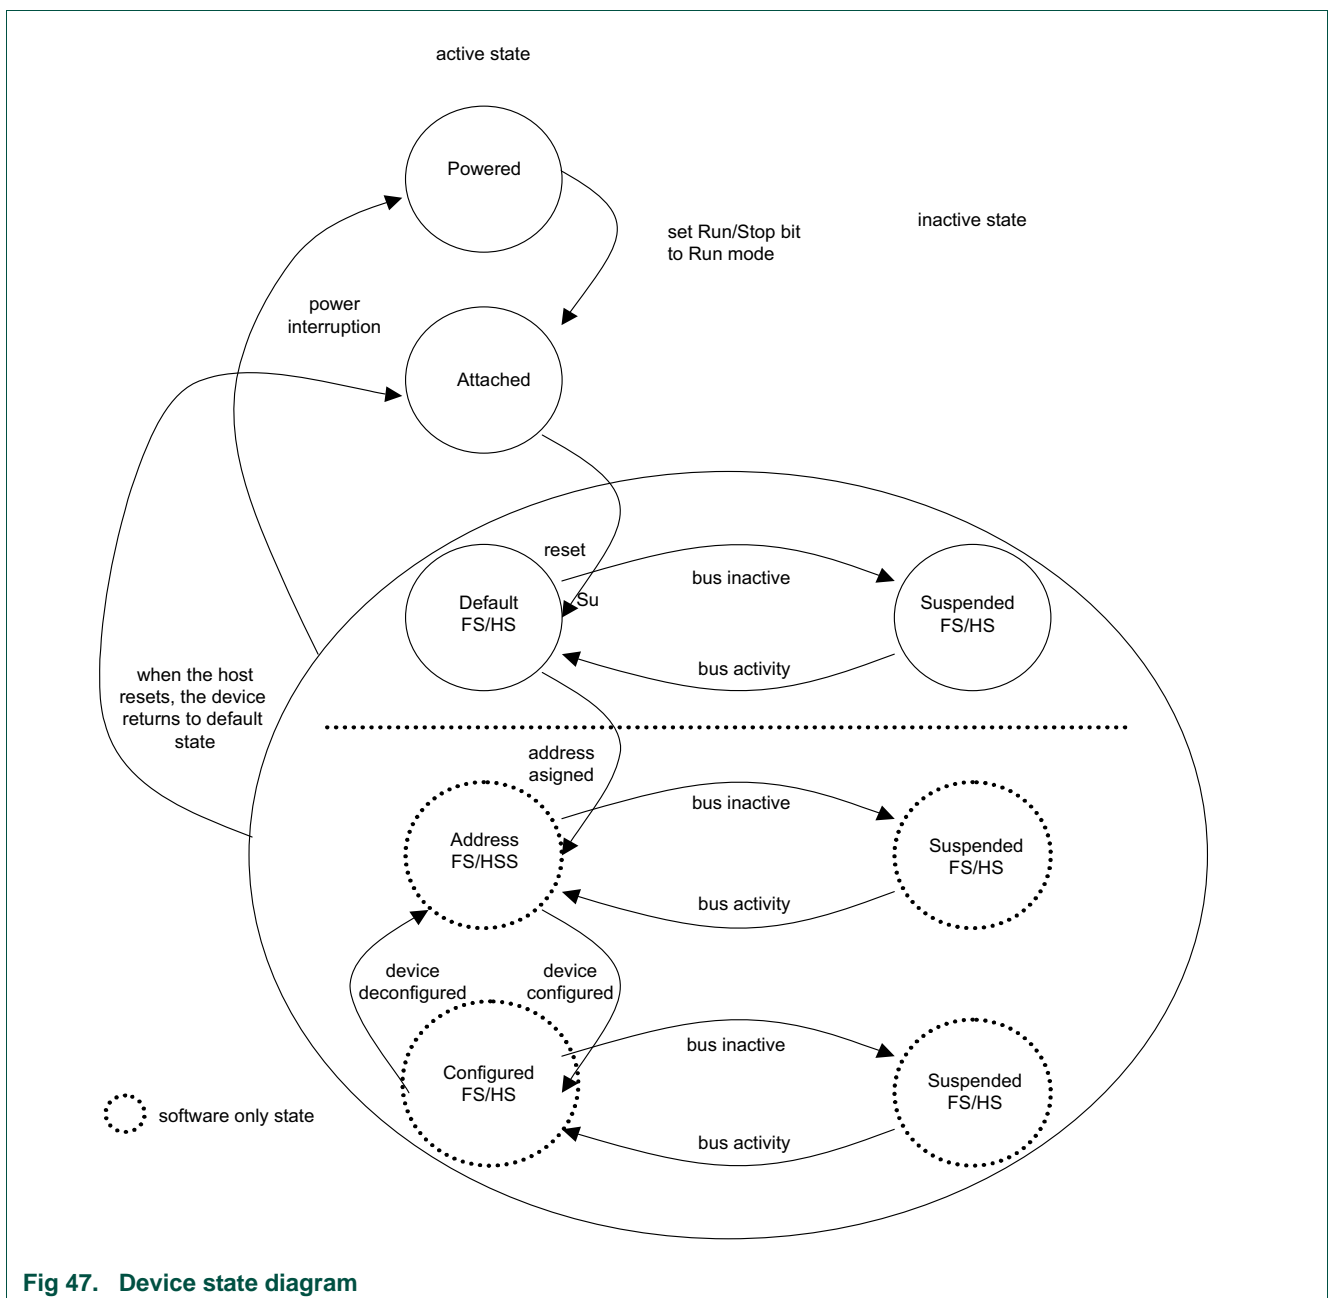 active state
Powered
inactive state
set Run/Stop bit
to Run mode
power
interruption
Attached
reset
bus inactive
Su
Default
FS/HS
Suspended
FS/HS
bus activity
when the host
resets, the device
returns to default
state
address
asigned
bus inactive
Address
FS/HSS
Suspended
FS/HS
bus activity
device
deconfigured
device
configured
bus inactive
Configured
FS/HS
Suspended
FS/HS
software only state
bus activity
Fig 47. Device state diagram